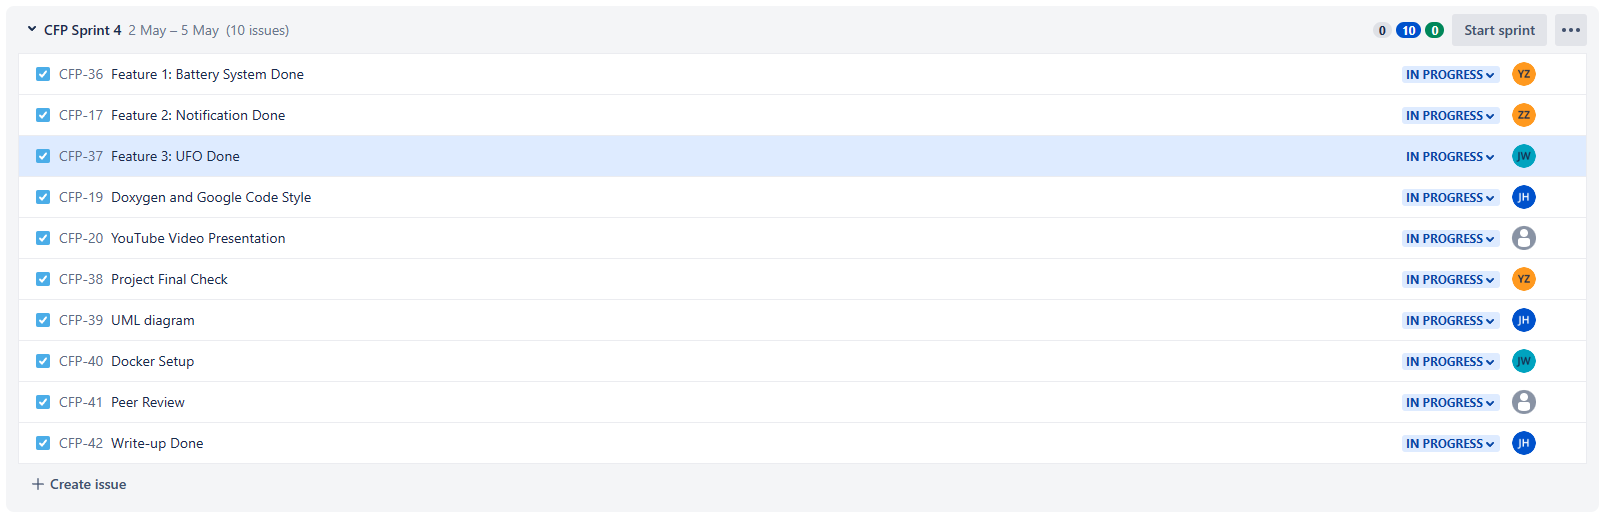 CFP Sprint 4 2 May – 5 May (10 issues) 0 10 0 Start sprint
CFP-36 Feature 1: Battery System Done IN PROGRESS YZ
CFP-17 Feature 2: Notification Done IN PROGRESS ZZ
CFP-37 Feature 3: UFO Done IN PROGRESS JW
CFP-19 Doxygen and Google Code Style IN PROGRESS JH
CFP-20 YouTube Video Presentation IN PROGRESS
CFP-38 Project Final Check IN PROGRESS YZ
CFP-39 UML diagram IN PROGRESS JH
CFP-40 Docker Setup IN PROGRESS JW
CFP-41 Peer Review IN PROGRESS
CFP-42 Write-up Done IN PROGRESS JH
Create issue